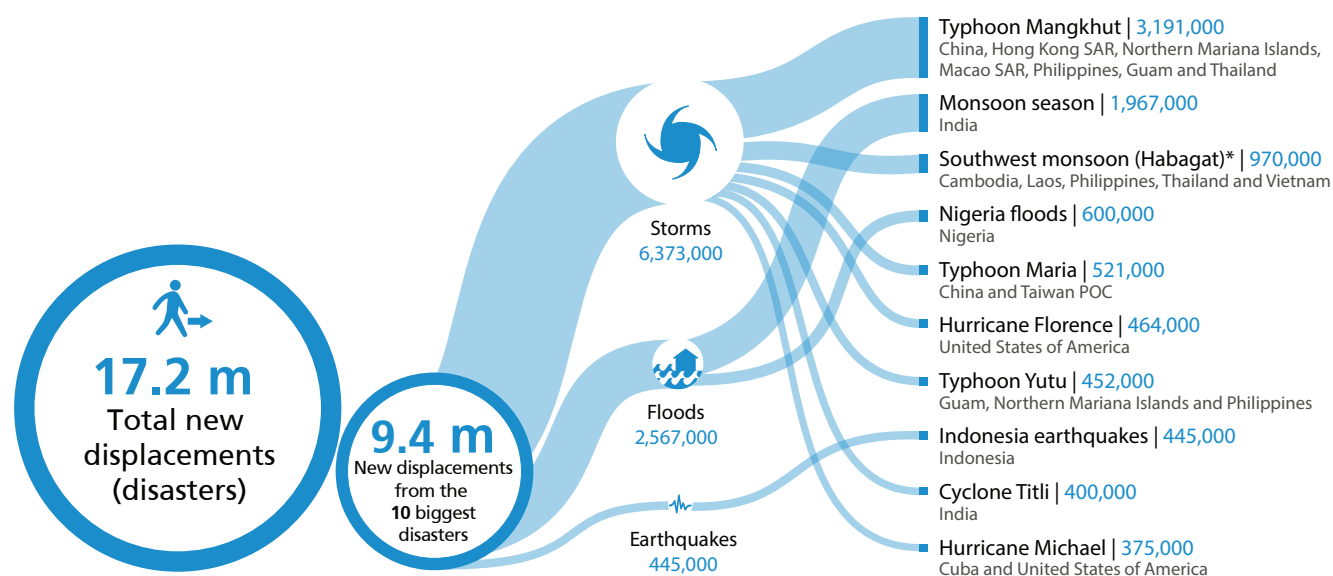 17.2 m
Total new
displacements
(disasters)
9.4 m
New displacements
from the
10 biggest
disasters
Storms
6,373,000
Floods
2,567,000
Earthquakes
445,000
Typhoon Mangkhut | 3,191,000
China, Hong Kong SAR, Northern Mariana Islands,
Macao SAR, Philippines, Guam and Thailand
Monsoon season | 1,967,000
India
Southwest monsoon (Habagat)* | 970,000
Cambodia, Laos, Philippines, Thailand and Vietnam
Nigeria floods | 600,000
Nigeria
Typhoon Maria | 521,000
China and Taiwan POC
Hurricane Florence | 464,000
United States of America
Typhoon Yutu | 452,000
Guam, Northern Mariana Islands and Philippines
Indonesia earthquakes | 445,000
Indonesia
Cyclone Titli | 400,000
India
Hurricane Michael | 375,000
Cuba and United States of America